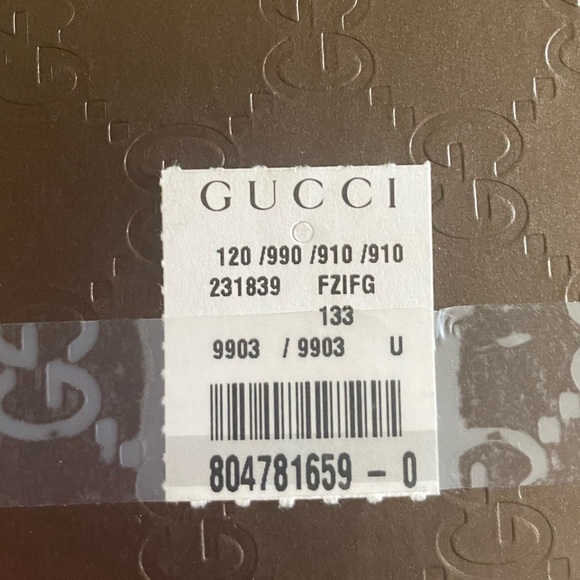 GUCCI
120 /990 /910 /910
231839 FZIFG
133
9903 / 9903 U
804781659 - 0